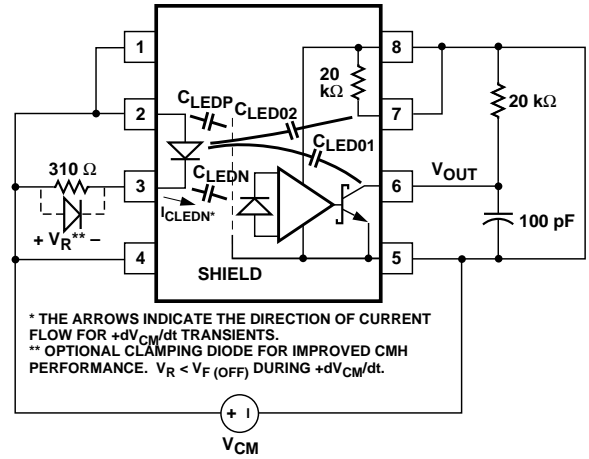 1
8
20
kΩ
CLEDP
CLED02
2
7
20 kΩ
CLED01
310 Ω
3
CLEDN
VOUT
6
ICLEDN*
+ VR** –
100 pF
4
5
SHIELD
* THE ARROWS INDICATE THE DIRECTION OF CURRENT
FLOW FOR +dVCM/dt TRANSIENTS.
** OPTIONAL CLAMPING DIODE FOR IMPROVED CMH
PERFORMANCE. VR < VF (OFF) DURING +dVCM/dt.
+ –
VCM